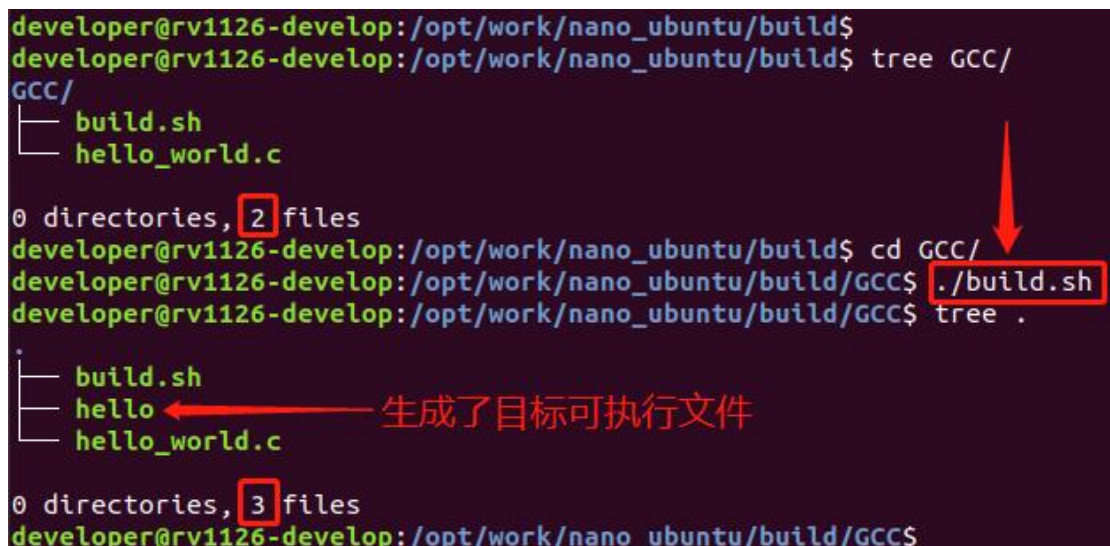 developer@rv1126-develop:/opt/work/nano_ubuntu/build$
developer@rv1126-develop:/opt/work/nano_ubuntu/build$ tree GCC/
GCC/
├── build.sh
└── hello_world.c
0 directories, 2 files
developer@rv1126-develop:/opt/work/nano_ubuntu/build$ cd GCC/
developer@rv1126-develop:/opt/work/nano_ubuntu/build/GCC$ ./build.sh
developer@rv1126-develop:/opt/work/nano_ubuntu/build/GCC$ tree .
.
├── build.sh
├── hello 生成了目标可执行文件
└── hello_world.c
0 directories, 3 files
developer@rv1126-develop:/opt/work/nano_ubuntu/build/GCC$